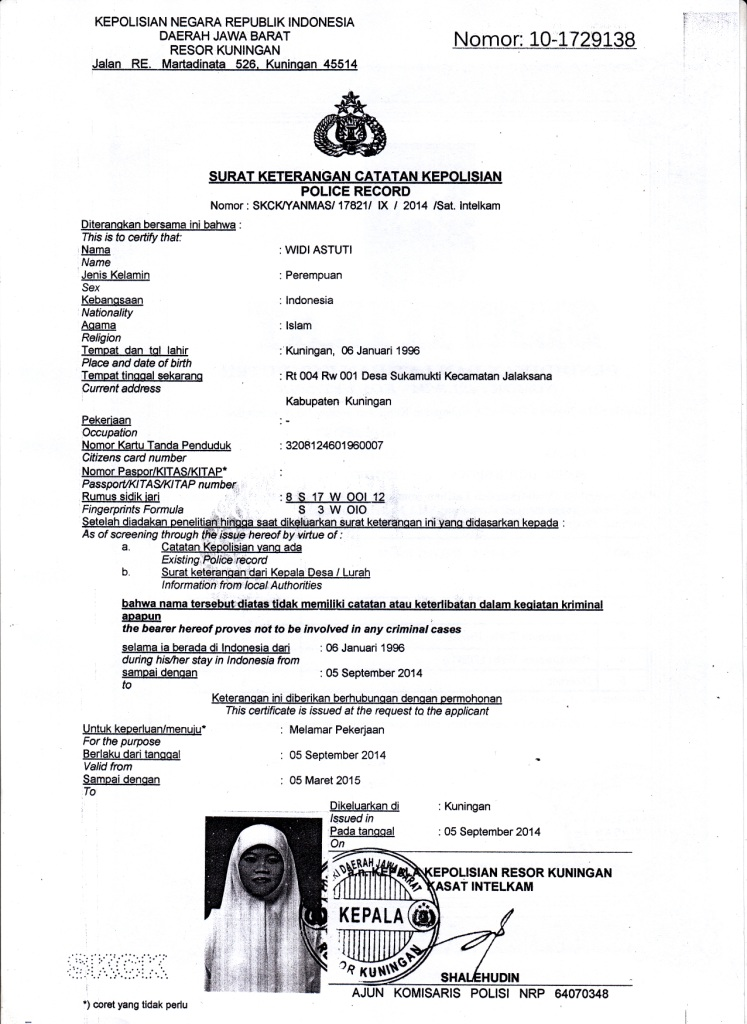 KEPOLISIAN NEGARA REPUBLIK INDONESIA
DAERAH JAWA BARAT
RESOR KUNINGAN
Jalan RE. Martadinata 526, Kuningan 45514
Nomor: 10-1729138
SURAT KETERANGAN CATATAN KEPOLISIAN
POLICE RECORD
Nomor : SKCK/YANMAS/ 17821/ IX / 2014 /Sat. Intelkam
Diterangkan bersama ini bahwa :
This is to certify that:
Nama : WIDI ASTUTI
Name
Jenis Kelamin : Perempuan
Sex
Kebangsaan : Indonesia
Nationality
Agama : Islam
Religion
Tempat dan tgl lahir : Kuningan, 06 Januari 1996
Place and date of birth
Tempat tinggal sekarang : Rt 004 Rw 001 Desa Sukamukti Kecamatan Jalaksana
Current address
Kabupaten Kuningan
Pekerjaan : -
Occupation
Nomor Kartu Tanda Penduduk : 3208124601960007
Citizens card number
Nomor Paspor/KITAS/KITAP* :
Passport/KITAS/KITAP number
Rumus sidik jari : 8 S 17 W OOI 12
Fingerprints Formula S 3 W OIO
Setelah diadakan penelitian hingga saat dikeluarkan surat keterangan ini yang didasarkan kepada :
As of screening through the issue hereof by virtue of :
a. Catatan Kepolisian yang ada
Existing Police record
b. Surat keterangan dari Kepala Desa / Lurah
Information from local Authorities
bahwa nama tersebut diatas tidak memiliki catatan atau keterlibatan dalam kegiatan kriminal
apapun
the bearer hereof proves not to be involved in any criminal cases
selama ia berada di Indonesia dari : 06 Januari 1996
during his/her stay in Indonesia from
sampai dengan : 05 September 2014
to
Keterangan ini diberikan berhubungan dengan permohonan
This certificate is issued at the request to the applicant
Untuk keperluan/menuju* : Melamar Pekerjaan
For the purpose
Berlaku dari tanggal : 05 September 2014
Valid from
Sampai dengan : 05 Maret 2015
To
Dikeluarkan di : Kuningan
Issued in
Pada tanggal : 05 September 2014
On
a.n. KEPALA KEPOLISIAN RESOR KUNINGAN
KASAT INTELKAM
DAERAH JAWA BARAT
KEPALA
RESOR KUNINGAN
SHALEHUDIN
AJUN KOMISARIS POLISI NRP 64070348
SKCK
*) coret yang tidak perlu